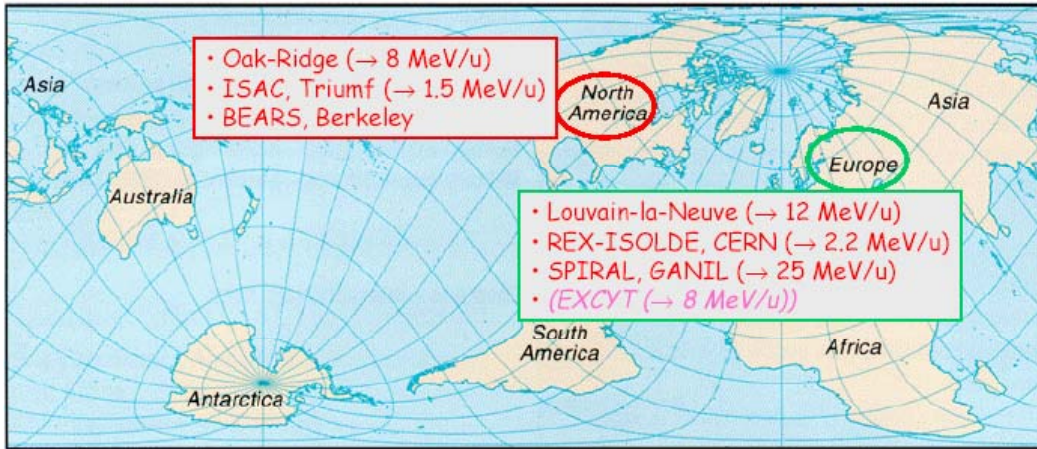 • Oak-Ridge (→ 8 MeV/u)
• ISAC, Triumf (→ 1.5 MeV/u)
• BEARS, Berkeley
Asia
North
America
Asia
Europe
Australia
• Louvain-la-Neuve (→ 12 MeV/u)
• REX-ISOLDE, CERN (→ 2.2 MeV/u)
• SPIRAL, GANIL (→ 25 MeV/u)
• (EXCYT (→ 8 MeV/u))
South
America
Africa
Antarctica